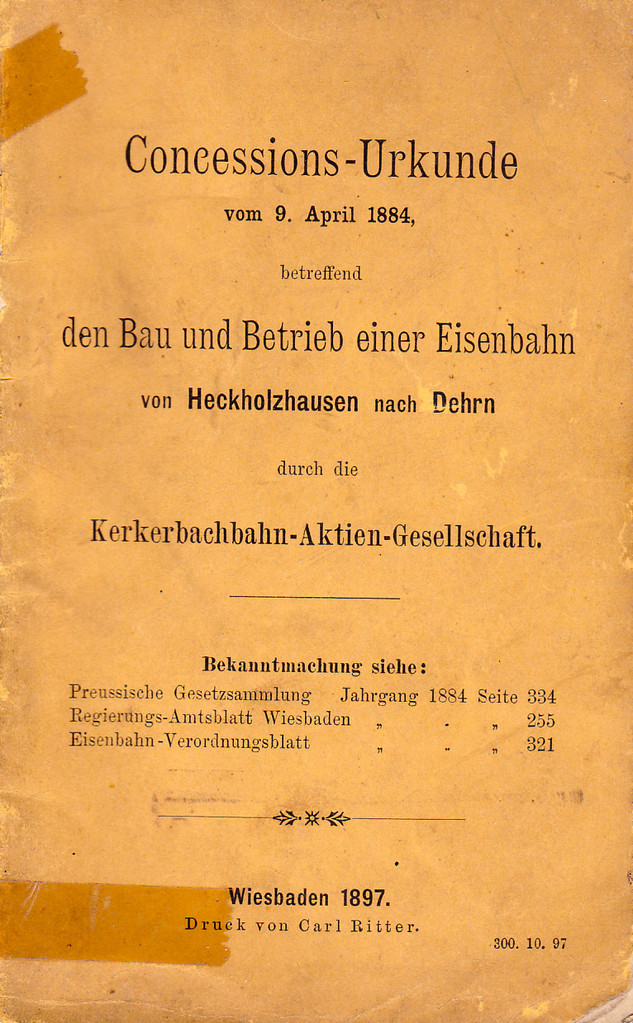 Concessions-Urkunde
vom 9. April 1884,
betreffend
den Bau und Betrieb einer Eisenbahn
von Heckholzhausen nach Dehrn
durch die
Kerkerbachbahn-Aktien-Gesellschaft.
Bekanntmachung siehe:
Preussische Gesetzsammlung Jahrgang 1884 Seite 334
Regierungs-Amtsblatt Wiesbaden „ „ „ 255
Eisenbahn-Verordnungsblatt „ „ „ 321
Wiesbaden 1897.
Druck von Carl Ritter.
300. 10. 97